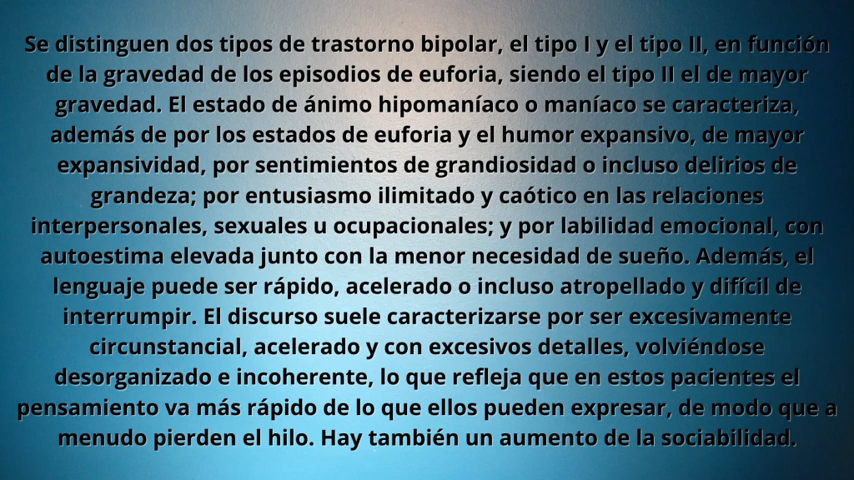 Se distinguen dos tipos de trastorno bipolar, el tipo I y el tipo II, en función
de la gravedad de los episodios de euforia, siendo el tipo II el de mayor
gravedad. El estado de ánimo hipomaníaco o maníaco se caracteriza,
además de por los estados de euforia y el humor expansivo, de mayor
expansividad, por sentimientos de grandiosidad o incluso delirios de
grandeza; por entusiasmo ilimitado y caótico en las relaciones
interpersonales, sexuales u ocupacionales; y por labilidad emocional, con
autoestima elevada junto con la menor necesidad de sueño. Además, el
lenguaje puede ser rápido, acelerado o incluso atropellado y difícil de
interrumpir. El discurso suele caracterizarse por ser excesivamente
circunstancial, acelerado y con excesivos detalles, volviéndose
desorganizado e incoherente, lo que refleja que en estos pacientes el
pensamiento va más rápido de lo que ellos pueden expresar, de modo que a
menudo pierden el hilo. Hay también un aumento de la sociabilidad.